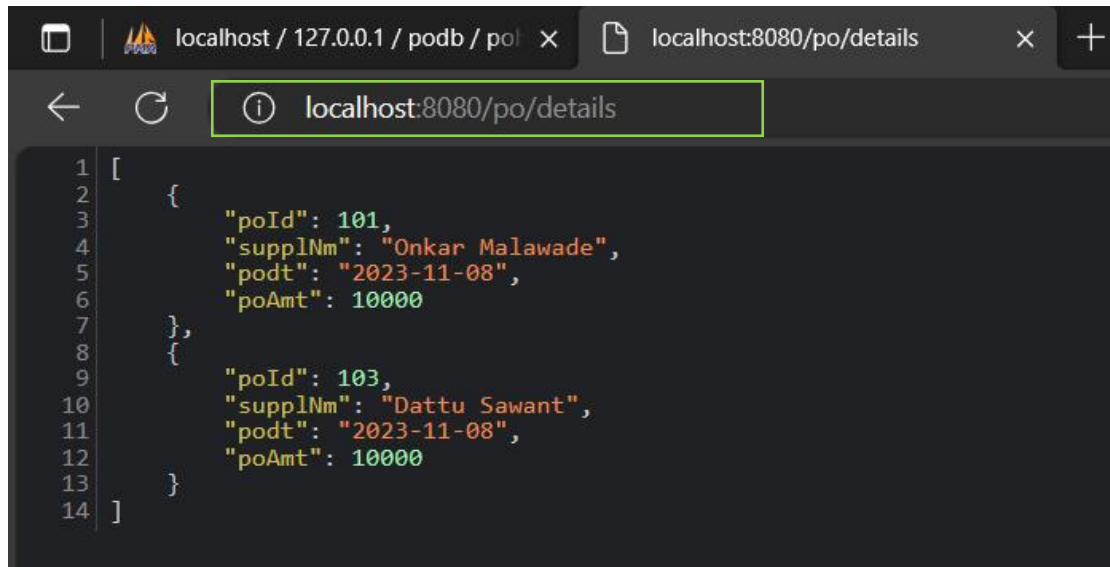 localhost / 127.0.0.1 / podb / poh
localhost:8080/po/details
localhost:8080/po/details
1 [
2     {
3         "poId": 101,
4         "supplNm": "Onkar Malawade",
5         "podt": "2023-11-08",
6         "poAmt": 10000
7     },
8     {
9         "poId": 103,
10         "supplNm": "Dattu Sawant",
11         "podt": "2023-11-08",
12         "poAmt": 10000
13     }
14 ]